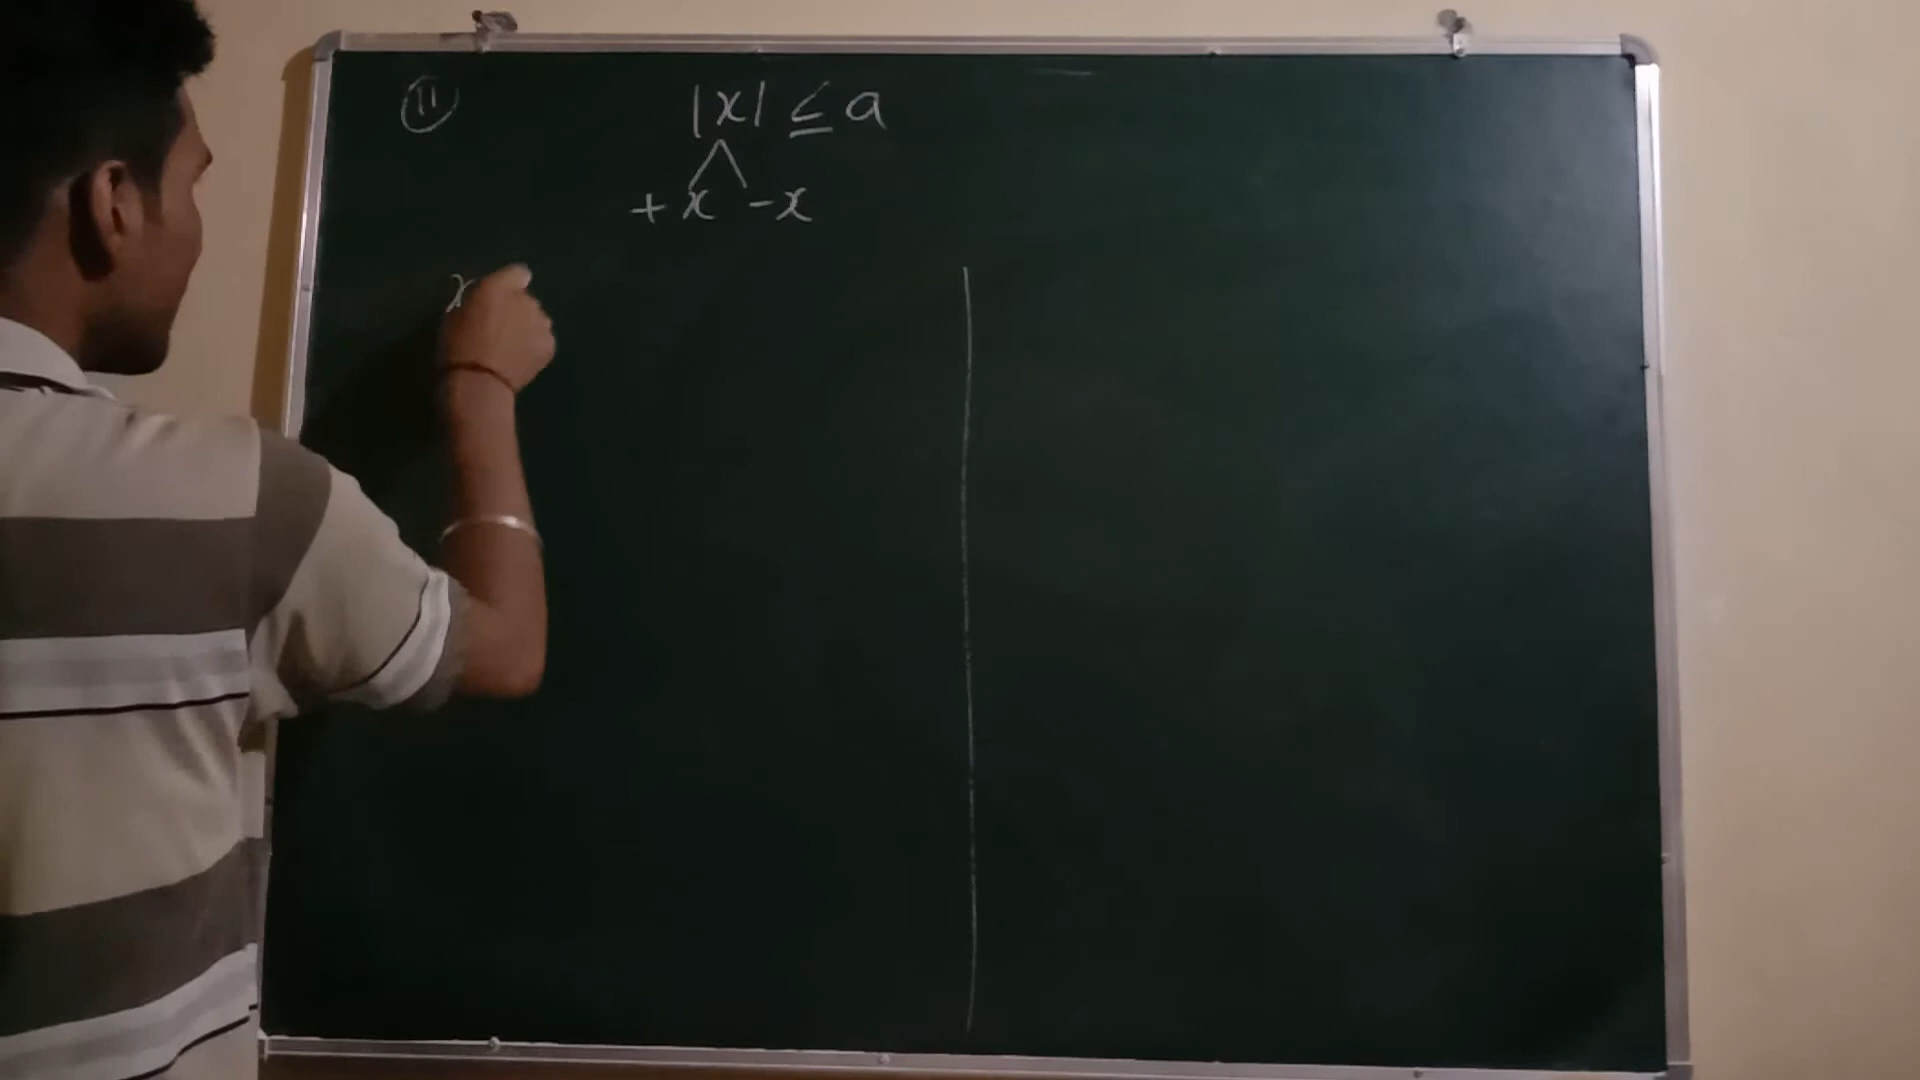 11 |x| ≤ a
+x -x
x